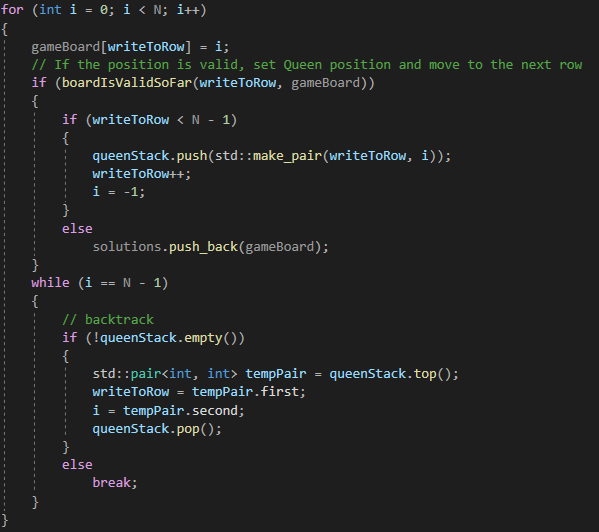 for (int i = 0; i < N; i++)
{
gameBoard[writeToRow] = i;
// If the position is valid, set Queen position and move to the next row
if (boardIsValidSoFar(writeToRow, gameBoard))
{
if (writeToRow < N - 1)
{
queenStack.push(std::make_pair(writeToRow, i));
writeToRow++;
i = -1;
}
else
solutions.push_back(gameBoard);
}
while (i == N - 1)
{
// backtrack
if (!queenStack.empty())
{
std::pair<int, int> tempPair = queenStack.top();
writeToRow = tempPair.first;
i = tempPair.second;
queenStack.pop();
}
else
break;
}
}